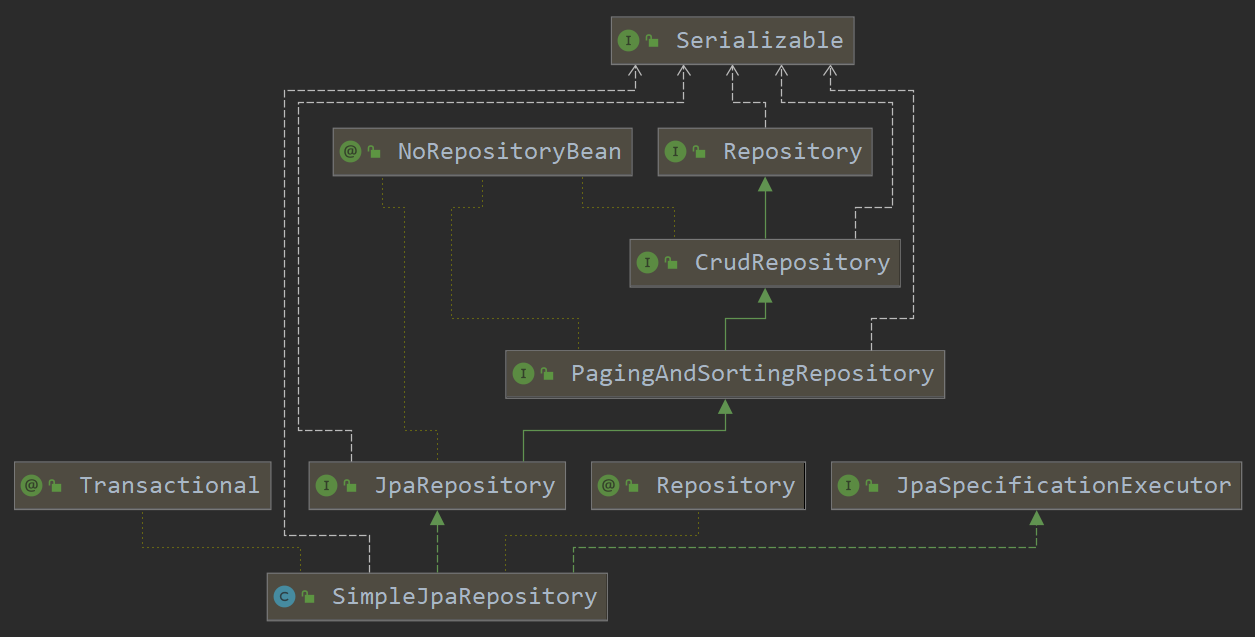 I Serializable
@ NoRepositoryBean
I Repository
I CrudRepository
I PagingAndSortingRepository
@ Transactional
I JpaRepository
@ Repository
I JpaSpecificationExecutor
C SimpleJpaRepository